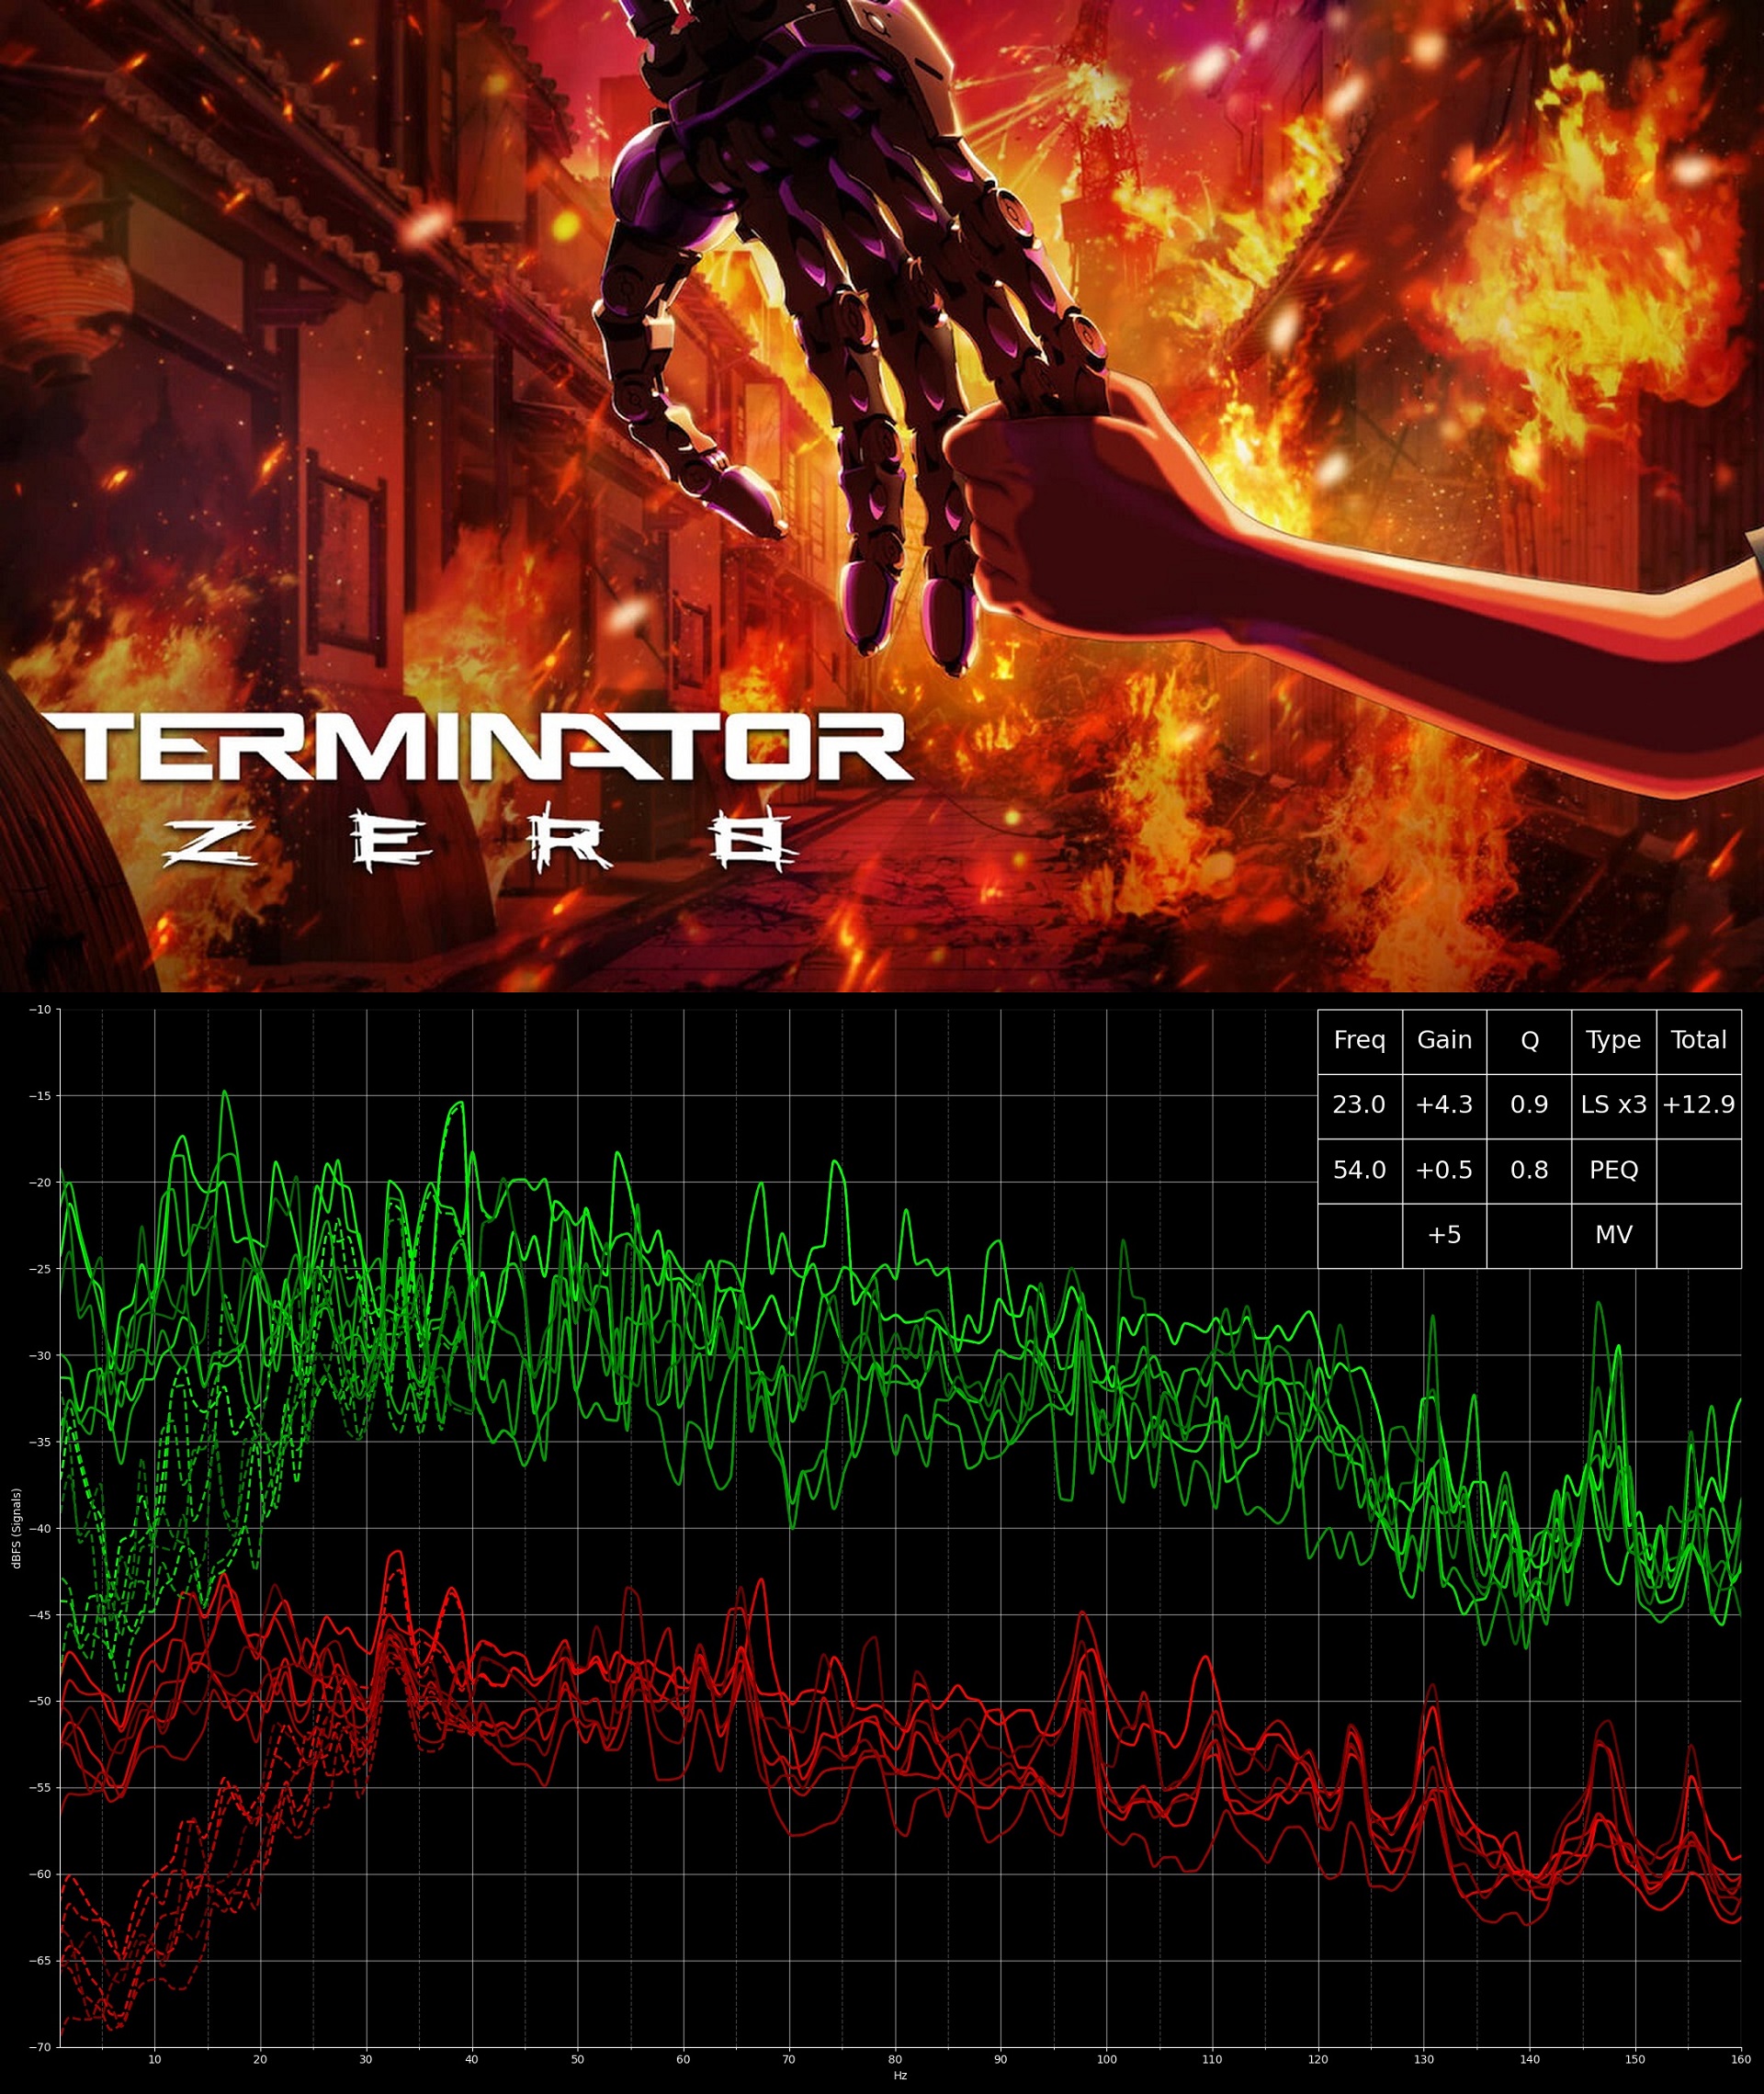 TERMINATOR
ZERO
Freq Gain Q Type Total
23.0 +4.3 0.9 LS x3 +12.9
54.0 +0.5 0.8 PEQ
+5 MV
−10
−15
−20
−25
−30
−35
−40
−45
−50
−55
−60
−65
−70
dBFS (Signals)
10 20 30 40 50 60 70 80 90 100 110 120 130 140 150 160
Hz